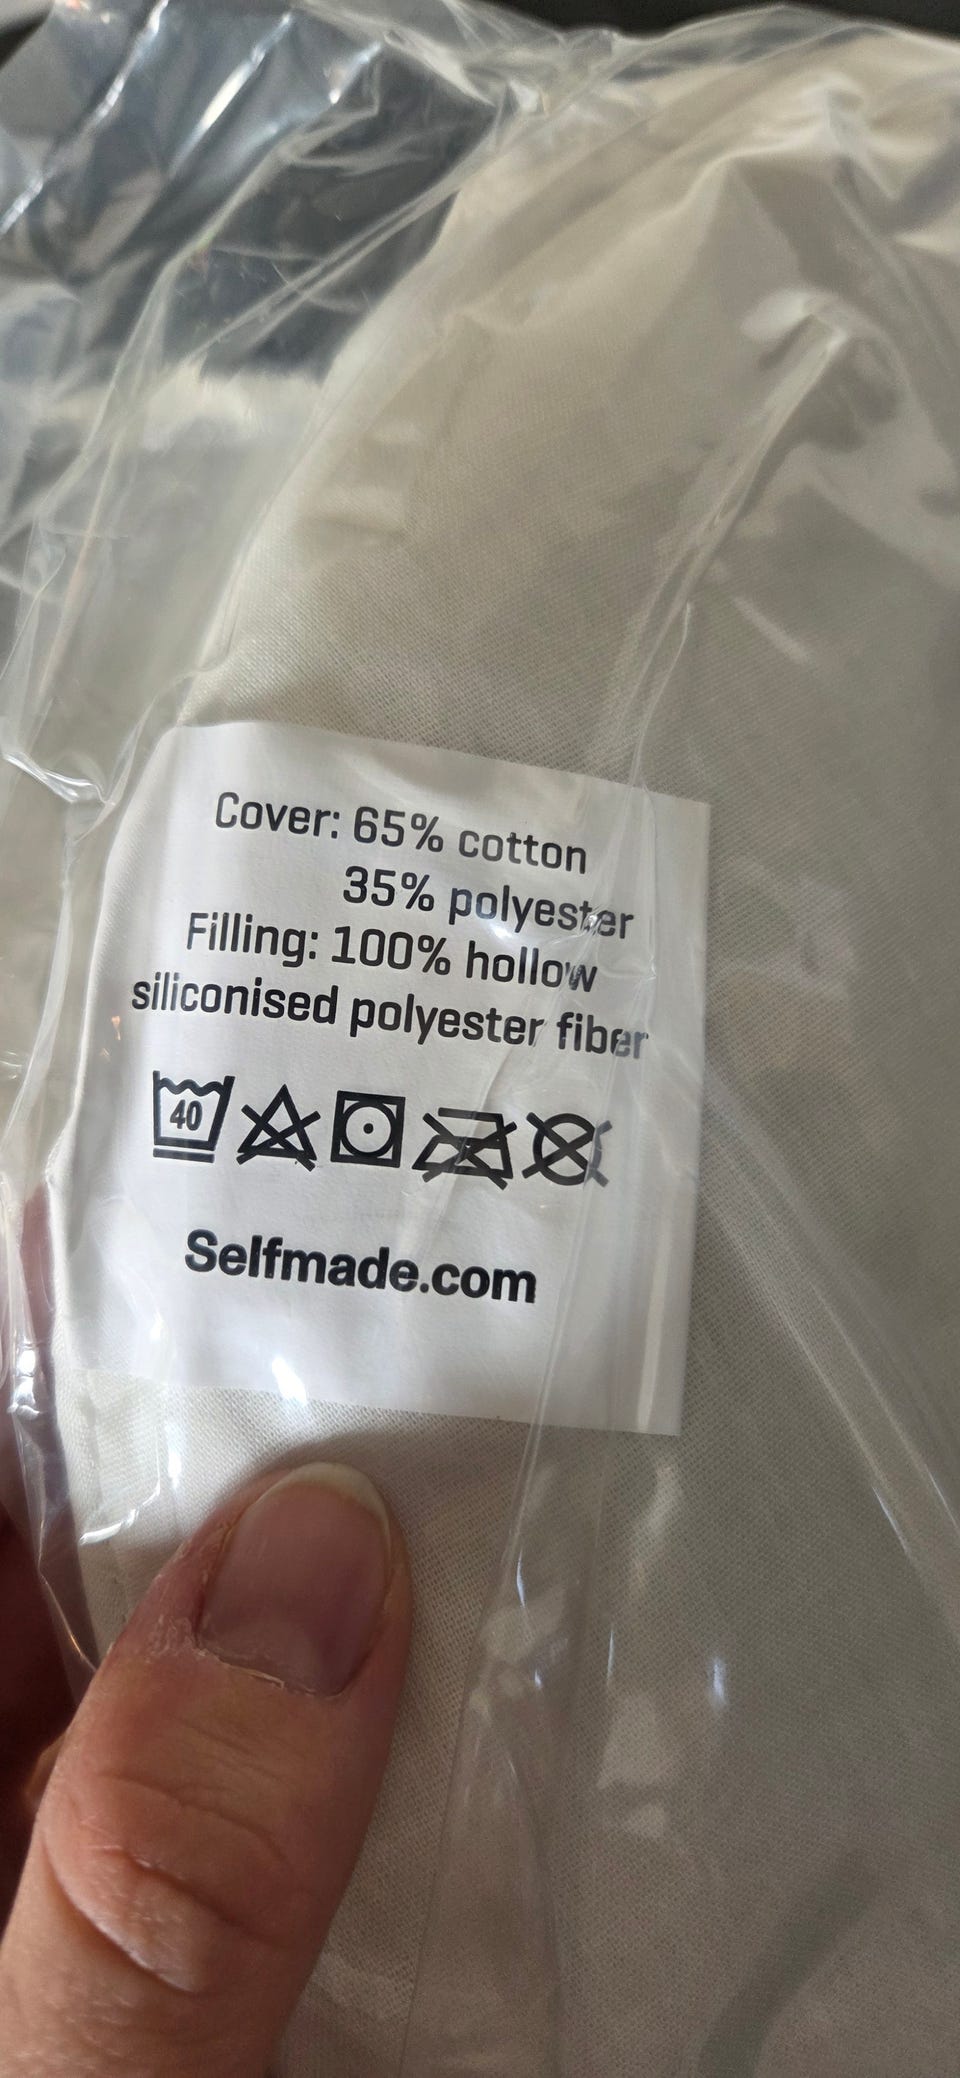 Cover: 65% cotton
35% polyester
Filling: 100% hollow
siliconised polyester fiber
40
Selfmade.com